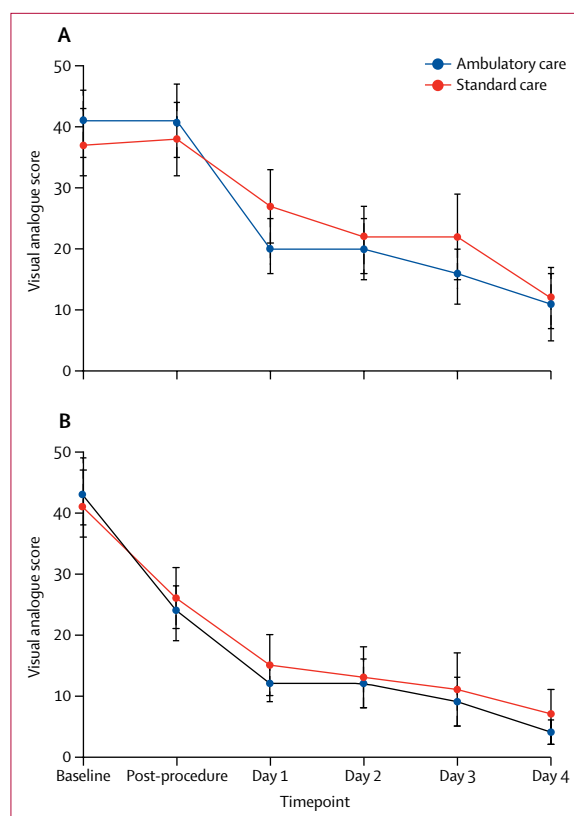 A
Ambulatory care
Standard care
50
40
30
20
10
0
Visual analogue score
B
50
40
30
20
10
0
Visual analogue score
Baseline Post-procedure Day 1 Day 2 Day 3 Day 4
Timepoint